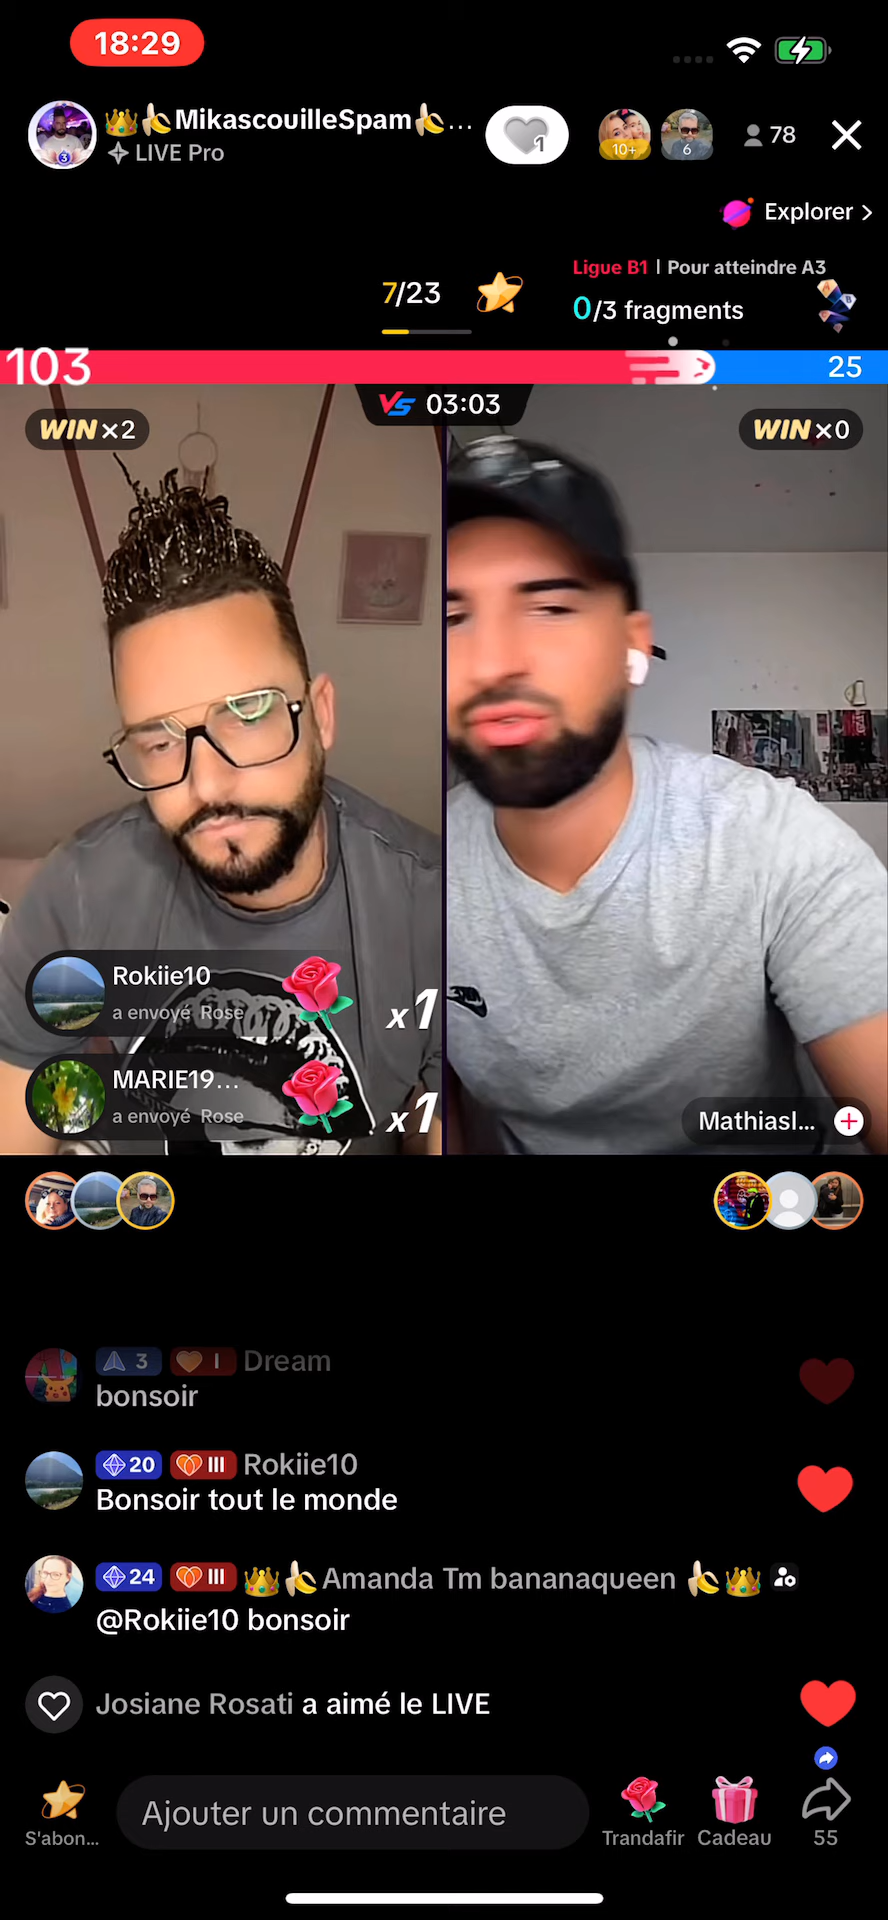 18:29
👑🍌MikascouilleSpam🍌...
LIVE Pro
1
10+
6
78
Explorer >
7/23
Ligue B1 | Pour atteindre A3
0/3 fragments
103
25
VS 03:03
WIN x2
WIN x0
Rokiie10
a envoyé Rose
x1
MARIE19...
a envoyé Rose
x1
Mathiasl...
3 I Dream
bonsoir
20 III Rokiie10
Bonsoir tout le monde
24 III 👑🍌Amanda Tm bananaqueen 🍌👑
@Rokiie10 bonsoir
Josiane Rosati a aimé le LIVE
S'abon...
Ajouter un commentaire
Trandafir
Cadeau
55